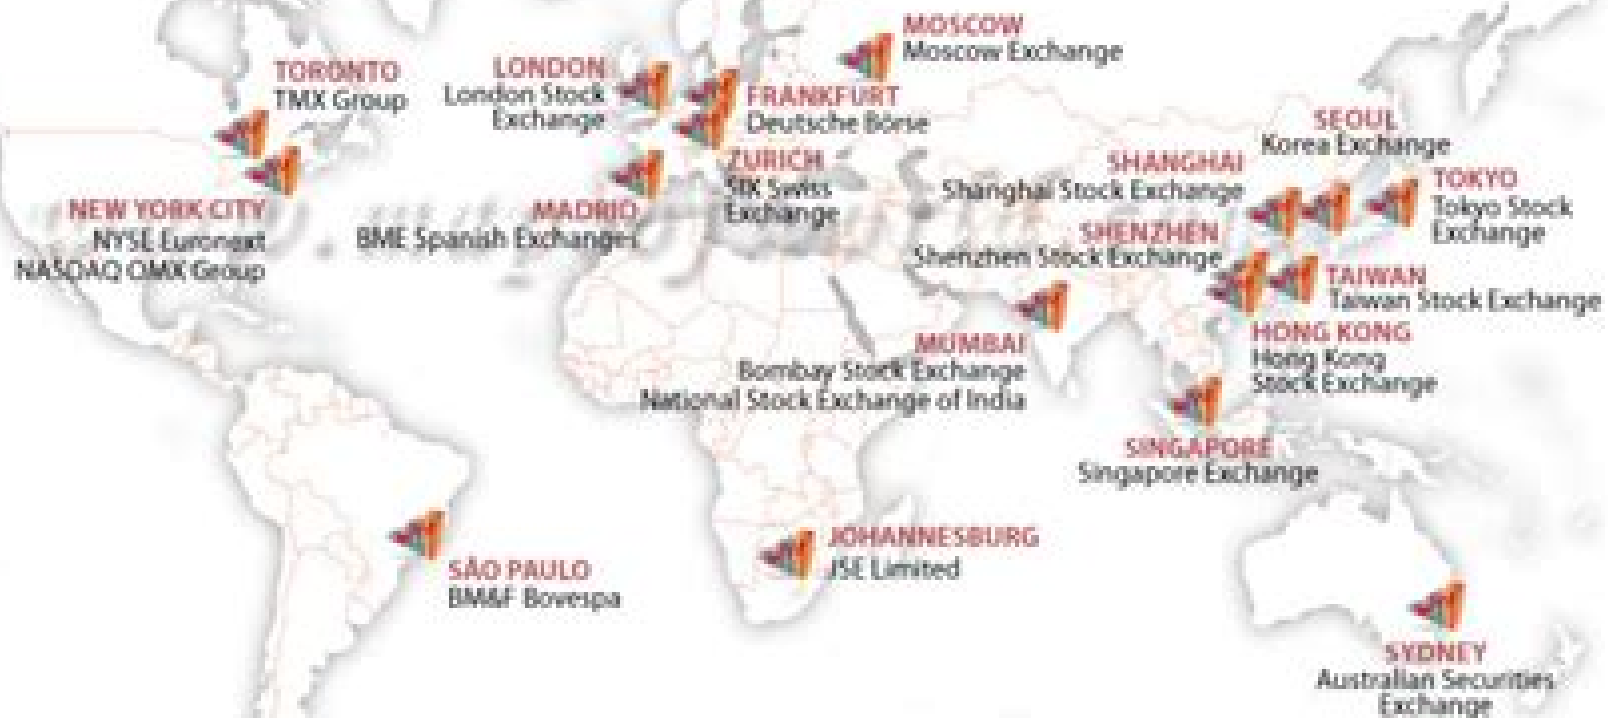 MOSCOW
Moscow Exchange
TORONTO
TMX Group
LONDON
London Stock
Exchange
FRANKFURT
Deutsche Börse
SEOUL
Korea Exchange
ZURICH
SIX Swiss
Exchange
SHANGHAI
Shanghai Stock Exchange
TOKYO
Tokyo Stock
Exchange
NEW YORK CITY
NYSE Euronext
NASDAQ OMX Group
MADRID
BME Spanish Exchanges
SHENZHEN
Shenzhen Stock Exchange
TAIWAN
Taiwan Stock Exchange
MUMBAI
Bombay Stock Exchange
National Stock Exchange of India
HONG KONG
Hong Kong
Stock Exchange
SINGAPORE
Singapore Exchange
JOHANNESBURG
JSE Limited
SÃO PAULO
BM&F Bovespa
SYDNEY
Australian Securities
Exchange